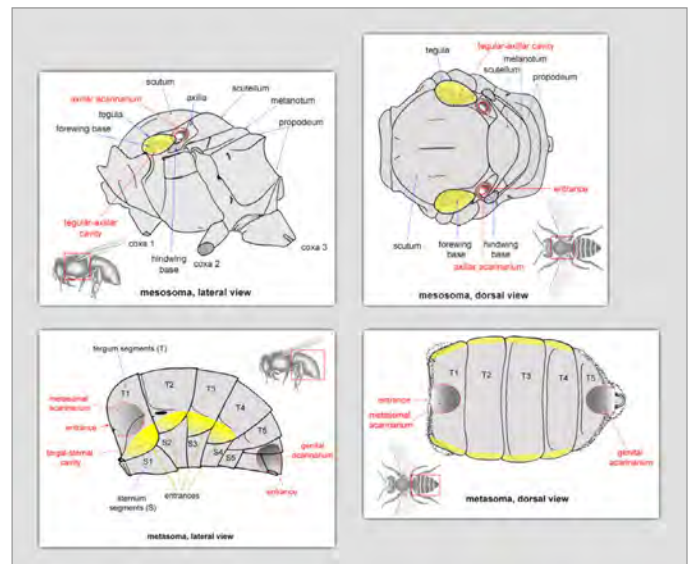 scutum
axillar acarinarium
axilla
scutellum
tegula
melanotum
forewing base
propodeum
tegular-axillar
cavity
coxa 1
hindwing
base
coxa 2
coxa 3
mesosoma, lateral view
tegular-axillar cavity
tegula
melanotum
scutellum
propodeum
entrance
scutum
forewing
base
hindwing
base
axillar acarinarium
mesosoma, dorsal view
tergum segments (T)
T1
T2
T3
T4
T5
metasomal
acarinarium
entrance
tergal-sternal
cavity
S1
S2
S3
S4
S5
genital
acarinarium
entrance
sternum
segments (S)
entrances
metasoma, lateral view
T1
T2
T3
T4
T5
entrance
metasomal
acarinarium
genital
acarinarium
metasoma, dorsal view